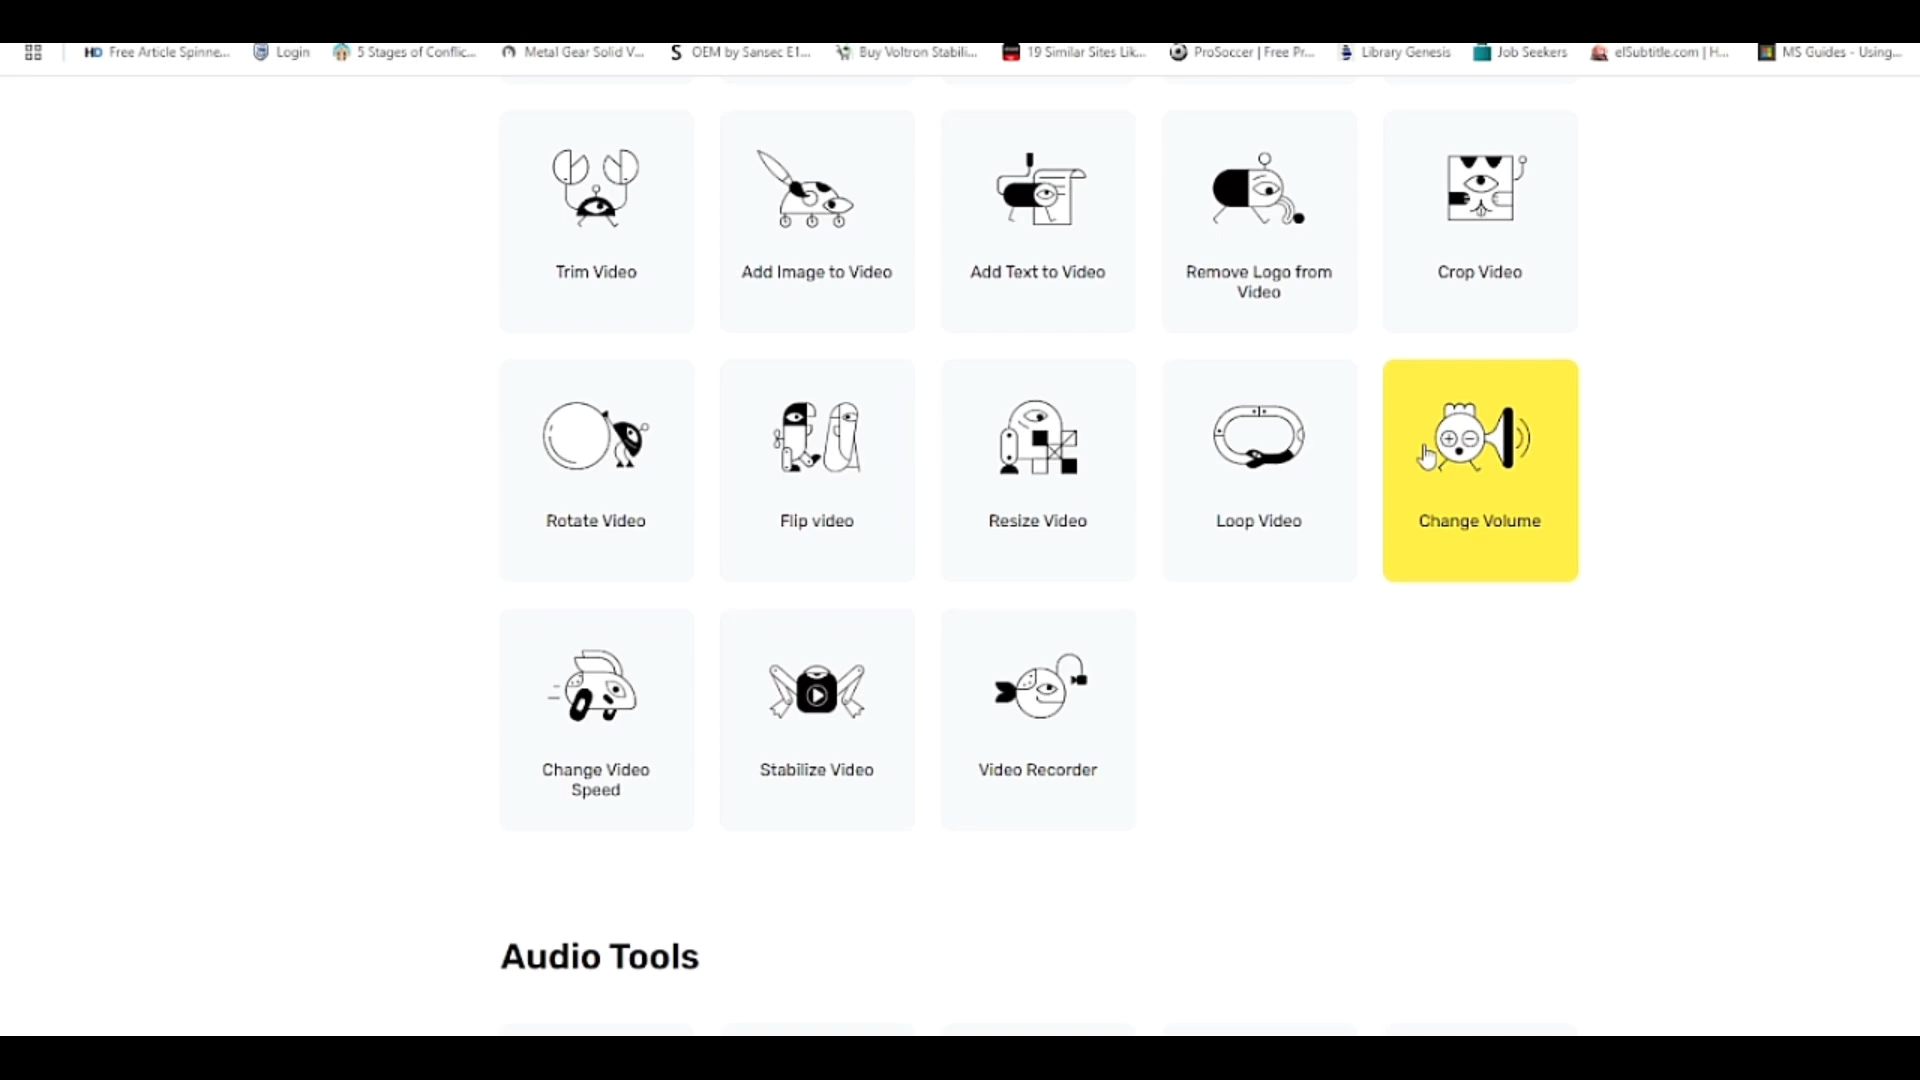 HD Free Article Spinne...
Login
5 Stages of Conflic...
Metal Gear Solid V...
S OEM by Sansec E1...
Buy Voltron Stabili...
19 Similar Sites Lik...
ProSoccer | Free Pr...
Library Genesis
Job Seekers
elSubtitle.com | H...
MS Guides - Using...
Trim Video
Add Image to Video
Add Text to Video
Remove Logo from
Video
Crop Video
Rotate Video
Flip video
Resize Video
Loop Video
Change Volume
Change Video
Speed
Stabilize Video
Video Recorder
Audio Tools